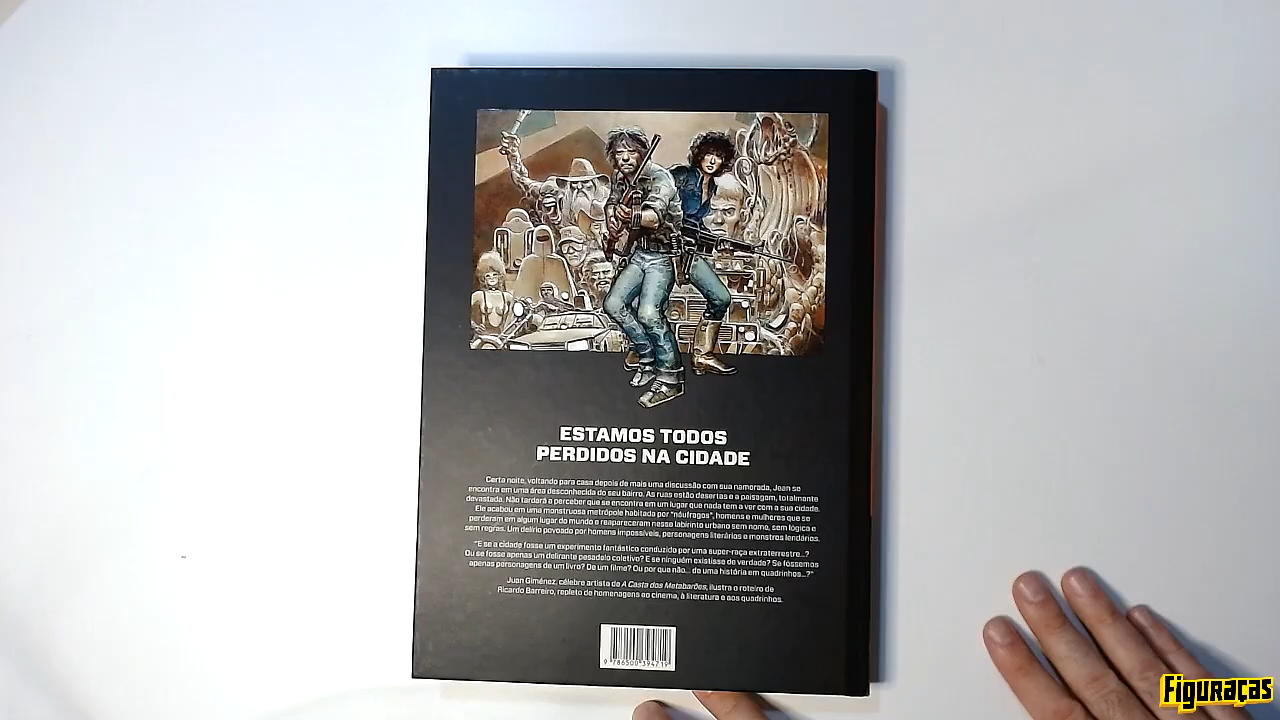 ESTAMOS TODOS
PERDIDOS NA CIDADE
Certa noite, voltando para casa depois de mais uma discussão com sua namorada, Jean se
encontra em uma área desconhecida do seu bairro. As ruas estão desertas e a paisagem, totalmente
devastada. Não tardará a perceber que se encontra em um lugar que nada tem a ver com a sua cidade.
Ele acabou em uma monstruosa metrópole habitada por "náufragos", homens e mulheres que se
perderam em algum lugar do mundo e reapareceram nesse labirinto urbano sem nome, sem lógica e
sem regras. Um delírio povoado por homens impossíveis, personagens literários e monstros lendários.
"E se a cidade fosse um experimento fantástico conduzido por uma super-raça extraterrestre...?
Ou se fosse apenas um delirante pesadelo coletivo? E se ninguém existisse de verdade? Se fôssemos
apenas personagens de um livro? De um filme? Ou por que não... de uma história em quadrinhos...?"
Juan Giménez, célebre artista de A Casta dos Metabarões, ilustra o roteiro de
Ricardo Barreiro, repleto de homenagens ao cinema, à literatura e aos quadrinhos.
9 786500 394719
Figuraças